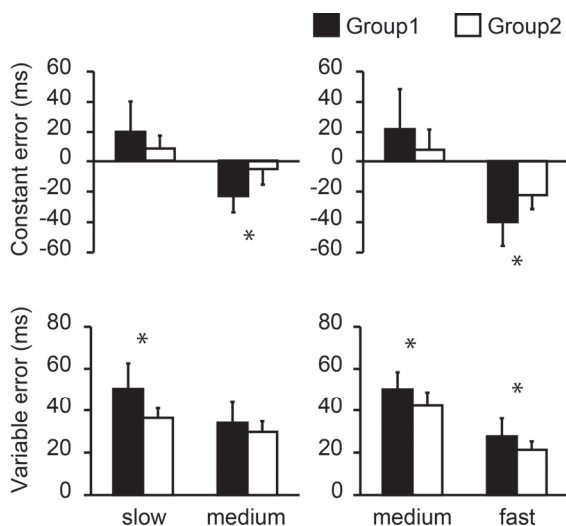 Group1 Group2
Constant error (ms)
60 60
40 40
20 20
0 0
-20 -20
-40 -40
-60 -60
* *
Variable error (ms)
80 80
60 60
40 40
20 20
0 0
* * *
slow medium medium fast